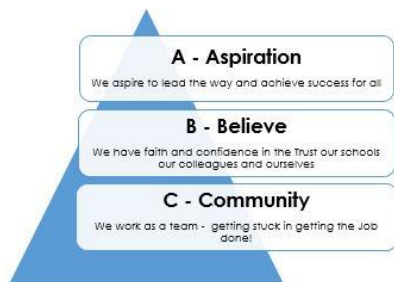 A - Aspiration
We aspire to lead the way and achieve success for all
B - Believe
We have faith and confidence in the Trust our schools
our colleagues and ourselves
C - Community
We work as a team -  getting stuck in getting the Job
done!